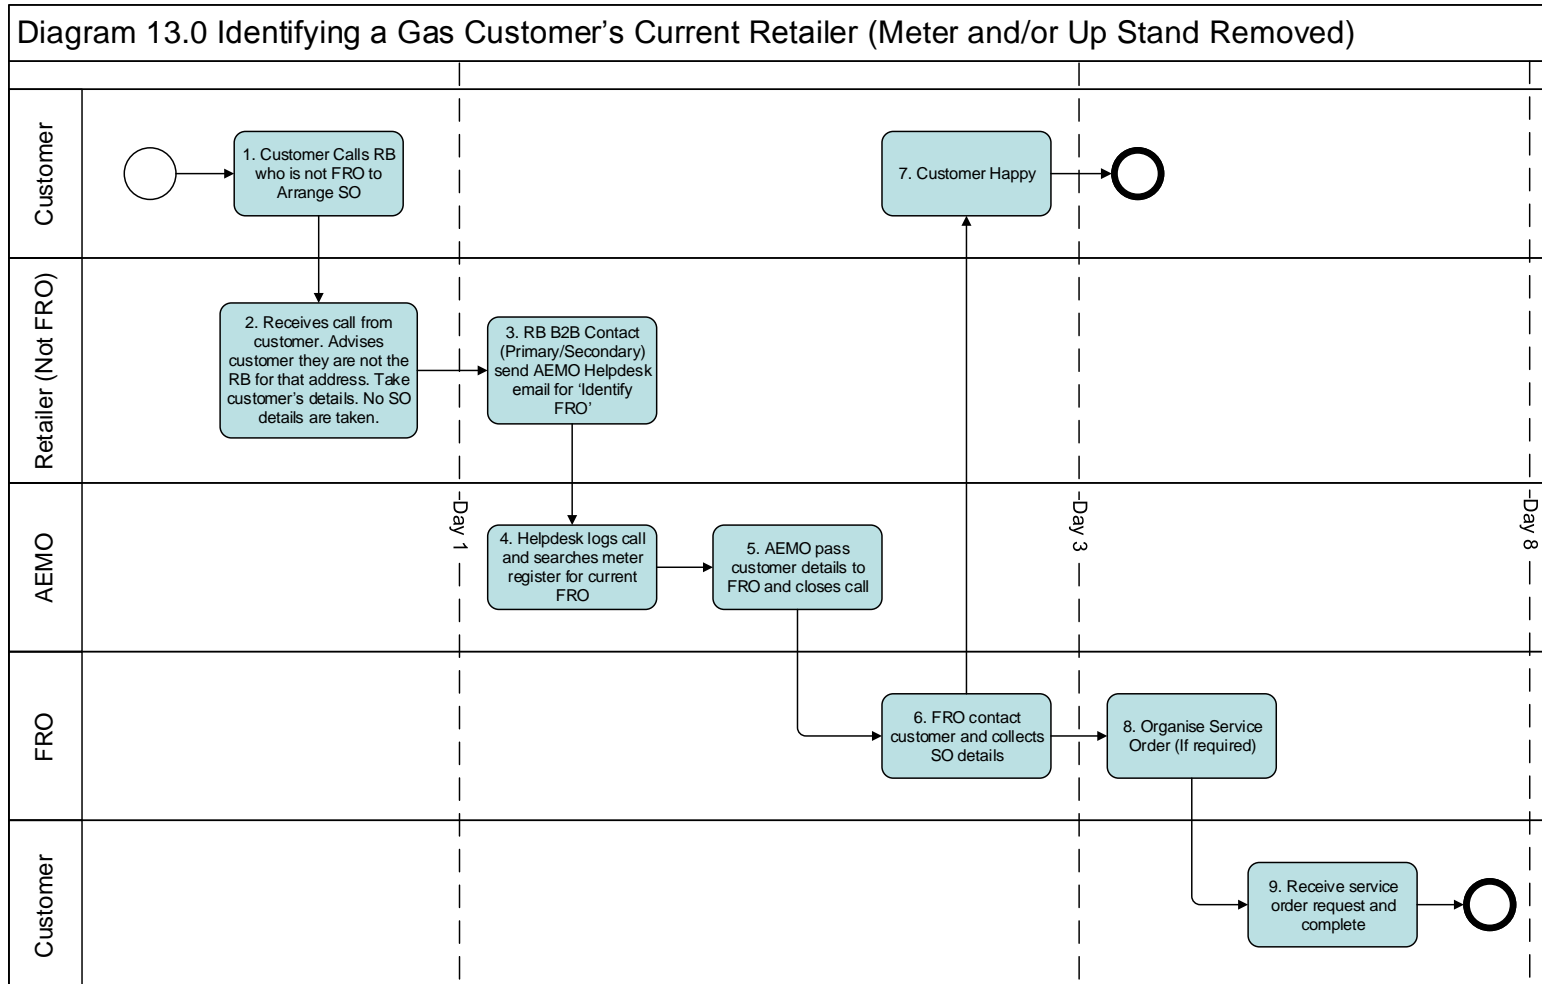 Diagram 13.0 Identifying a Gas Customer's Current Retailer (Meter and/or Up Stand Removed)
Customer
1. Customer Calls RB
who is not FRO to
Arrange SO
7. Customer Happy
Retailer (Not FRO)
2. Receives call from
customer. Advises
customer they are not the
RB for that address. Take
customer's details. No SO
details are taken.
3. RB B2B Contact
(Primary/Secondary)
send AEMO Helpdesk
email for 'Identify
FRO'
Day 1
Day 3
Day 8
AEMO
4. Helpdesk logs call
and searches meter
register for current
FRO
5. AEMO pass
customer details to
FRO and closes call
FRO
6. FRO contact
customer and collects
SO details
8. Organise Service
Order (If required)
Customer
9. Receive service
order request and
complete